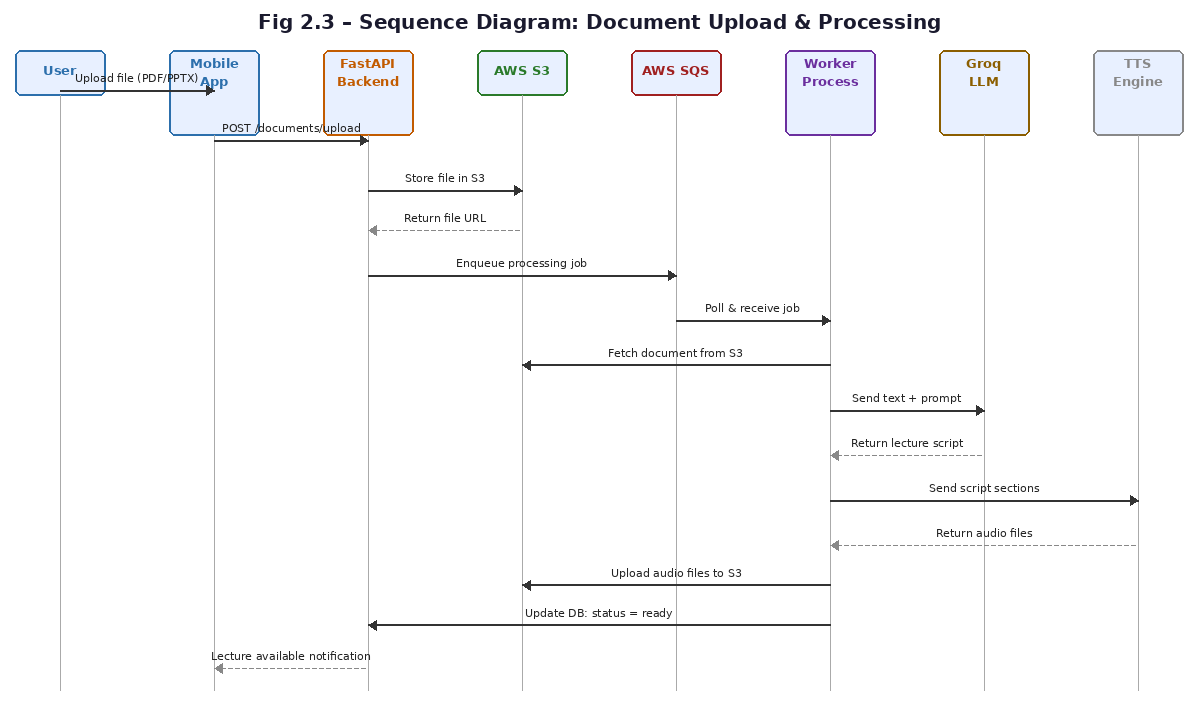 Fig 2.3 – Sequence Diagram: Document Upload & Processing
User
Mobile
App
FastAPI
Backend
AWS S3
AWS SQS
Worker
Process
Groq
LLM
TTS
Engine
Upload file (PDF/PPTX)
POST /documents/upload
Store file in S3
Return file URL
Enqueue processing job
Poll & receive job
Fetch document from S3
Send text + prompt
Return lecture script
Send script sections
Return audio files
Upload audio files to S3
Update DB: status = ready
Lecture available notification